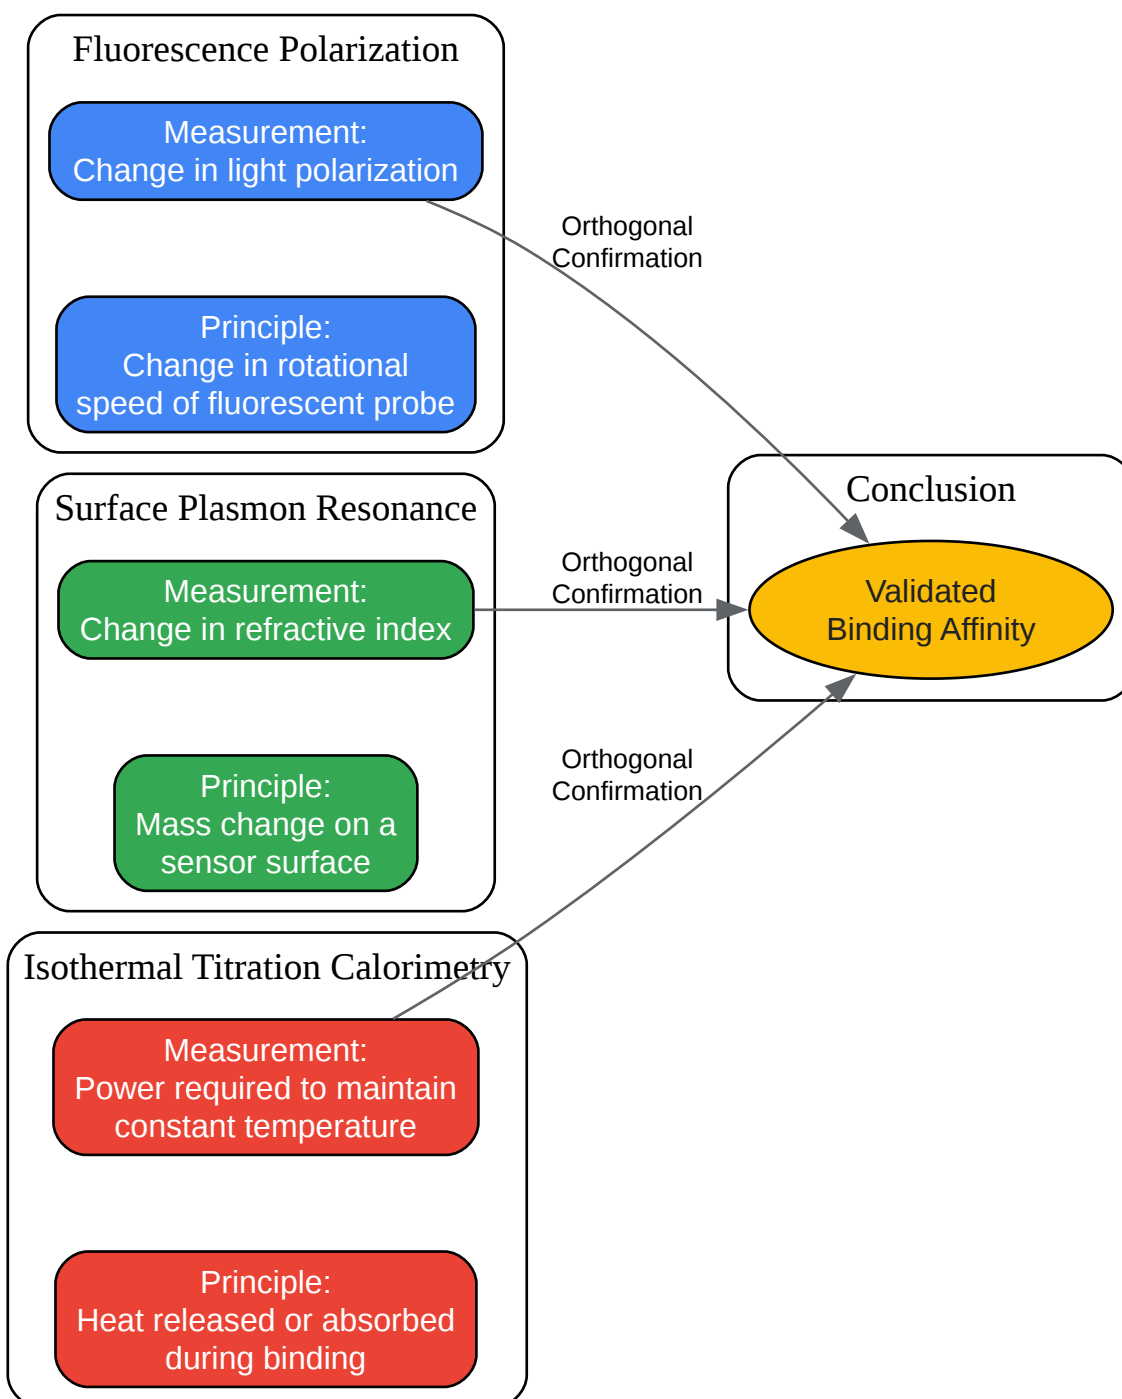 Fluorescence Polarization
Measurement:
Change in light polarization
Principle:
Change in rotational
speed of fluorescent probe
Orthogonal
Confirmation
Surface Plasmon Resonance
Measurement:
Change in refractive index
Principle:
Mass change on a
sensor surface
Orthogonal
Confirmation
Conclusion
Validated
Binding Affinity
Orthogonal
Confirmation
Isothermal Titration Calorimetry
Measurement:
Power required to maintain
constant temperature
Principle:
Heat released or absorbed
during binding